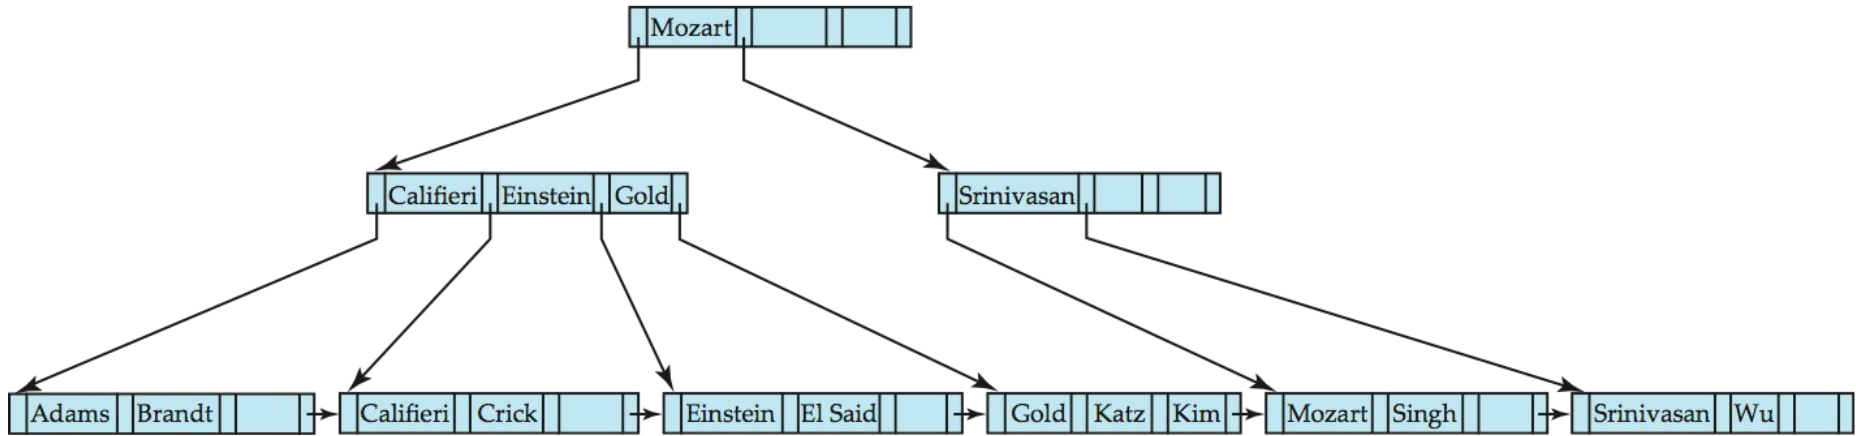 Mozart
Califieri Einstein Gold Srinivasan
Adams Brandt Califieri Crick Einstein El Said Gold Katz Kim Mozart Singh Srinivasan Wu